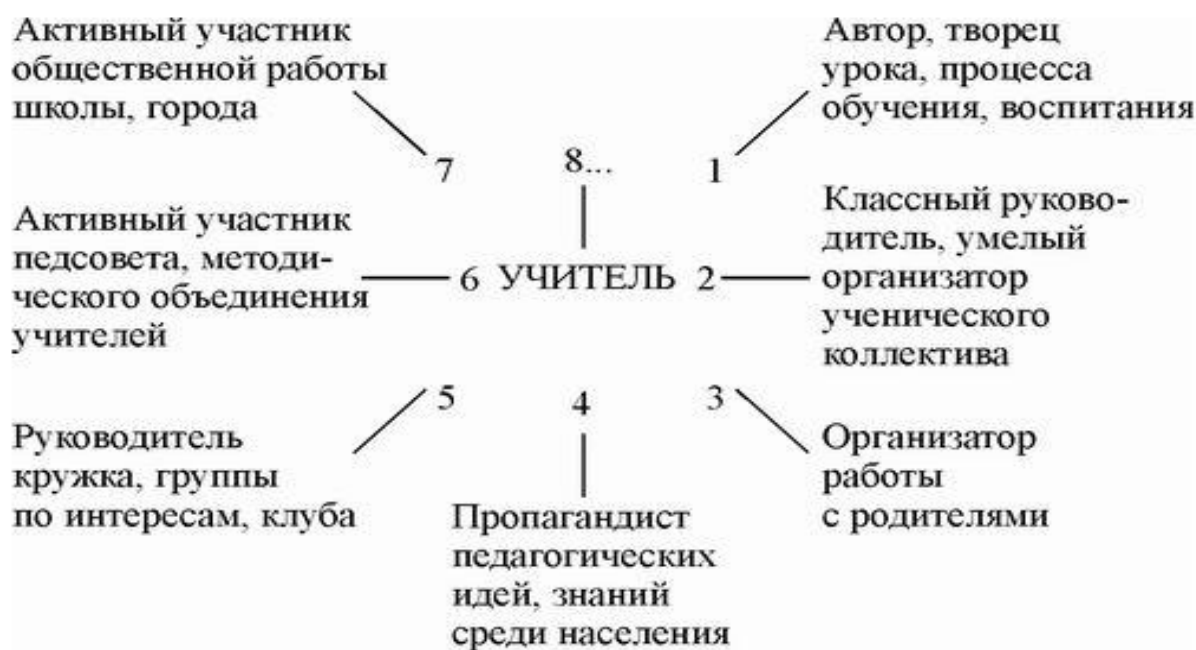 Активный участник
общественной работы
школы, города
7
8...
1
Автор, творец
урока, процесса
обучения, воспитания
Активный участник
педсовета, методи-
ческого объединения
учителей
6 УЧИТЕЛЬ 2
Классный руково-
дитель, умелый
организатор
ученического
коллектива
5
4
3
Руководитель
кружка, группы
по интересам, клуба
Пропагандист
педагогических
идей, знаний
среди населения
Организатор
работы
с родителями